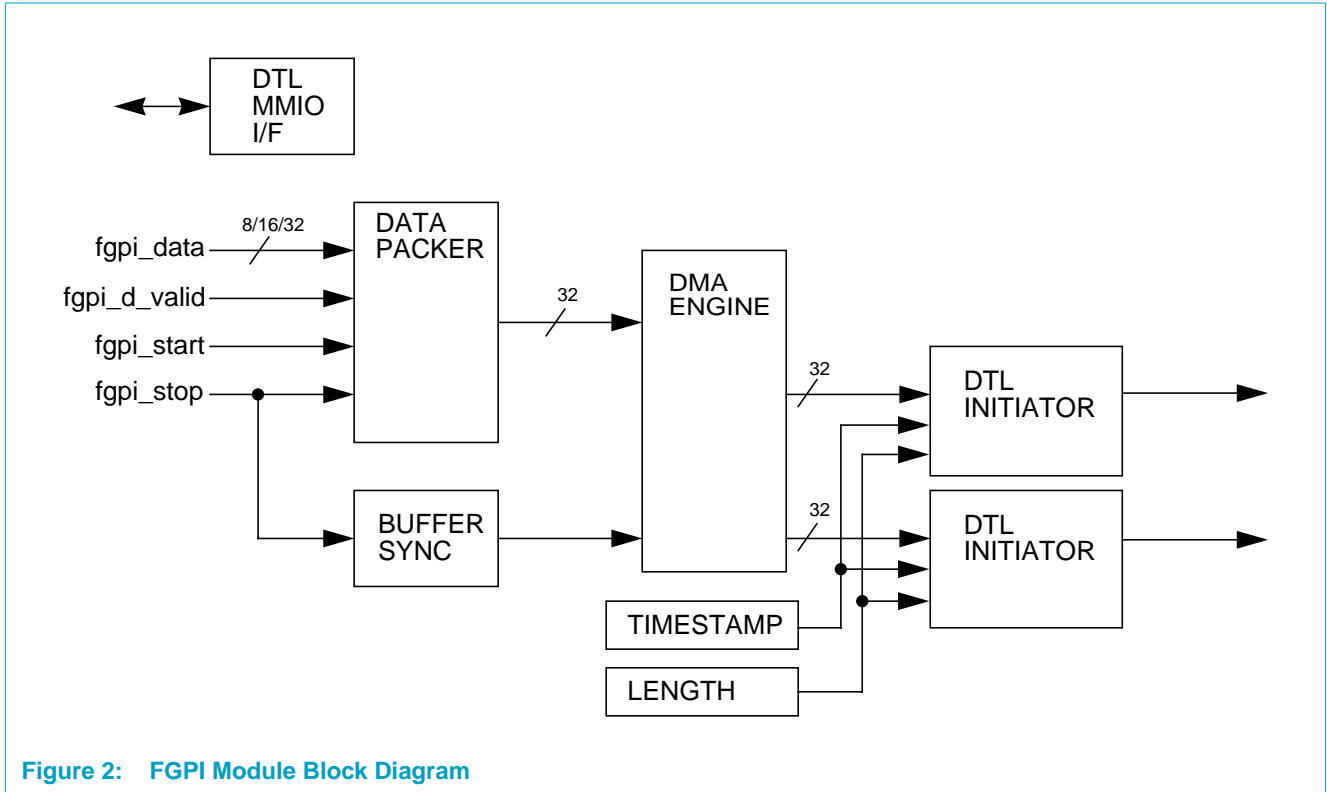 DTL
MMIO
I/F
8/16/32
fgpi_data
fgpi_d_valid
fgpi_start
fgpi_stop
DATA
PACKER
32
BUFFER
SYNC
DMA
ENGINE
32
32
DTL
INITIATOR
DTL
INITIATOR
TIMESTAMP
LENGTH
Figure 2: FGPI Module Block Diagram